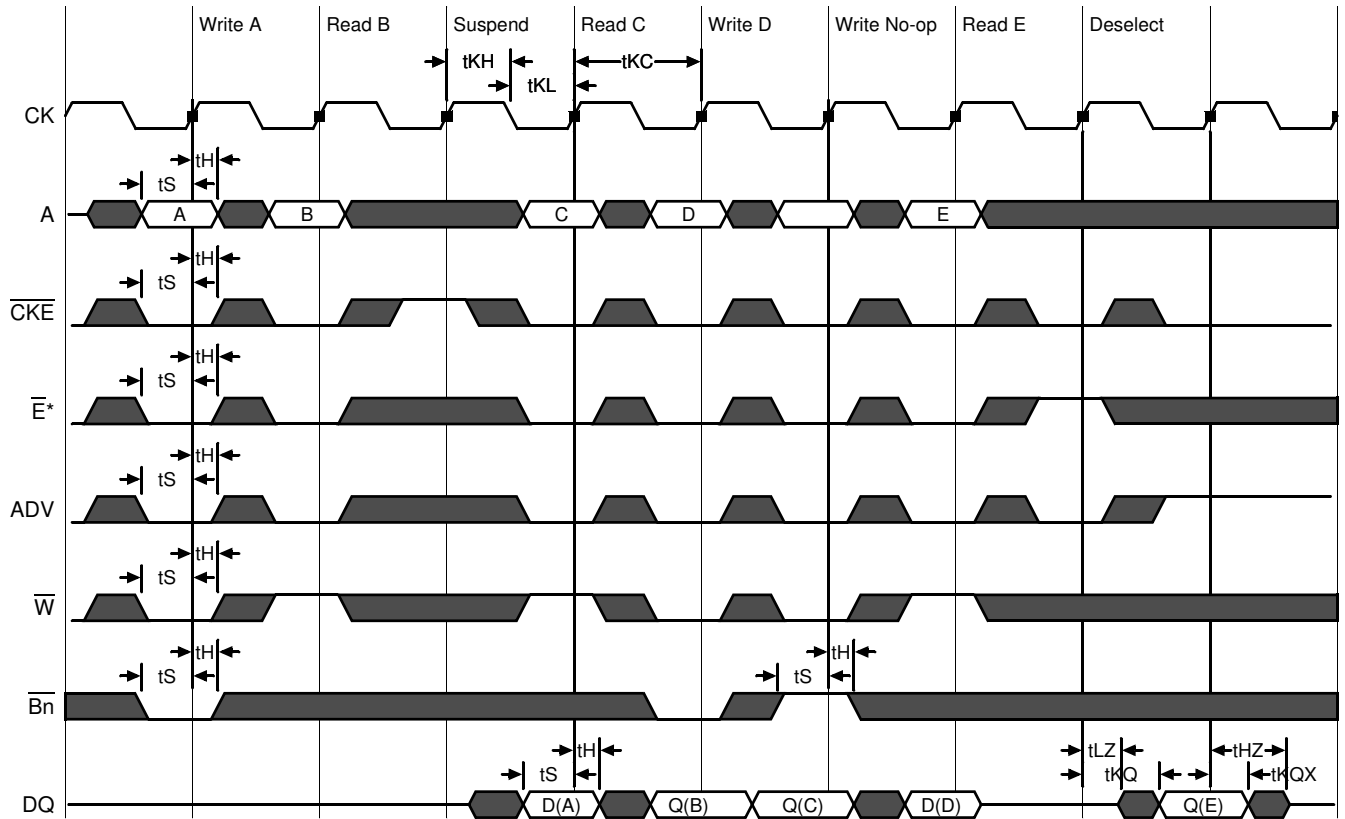 Write A Read B Suspend Read C Write D Write No-op Read E Deselect
tKH tKC
tKL
CK
tH
tS
A A B C D E
tH
tS
CKE
tH
tS
E*
tH
tS
ADV
tH
tS
W
tH tH
tS tS
Bn
tH tLZ tHZ
tS tKQ tKQX
DQ D(A) Q(B) Q(C) D(D) Q(E)